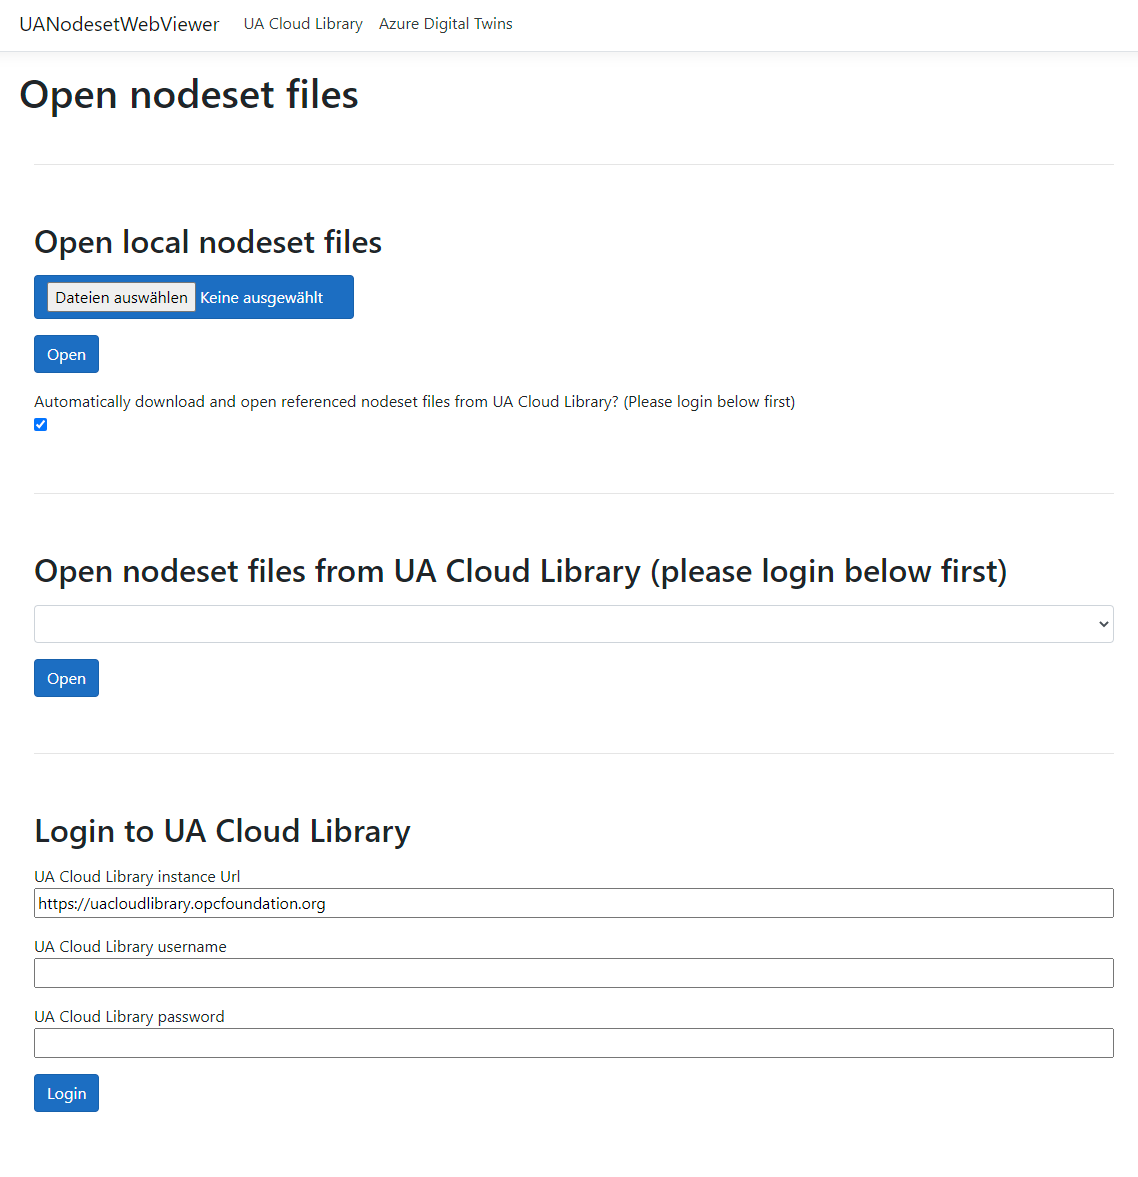 UANodesetWebViewer UA Cloud Library Azure Digital Twins
Open nodeset files
Open local nodeset files
Dateien auswählen Keine ausgewählt
Open
Automatically download and open referenced nodeset files from UA Cloud Library? (Please login below first)
Open nodeset files from UA Cloud Library (please login below first)
Open
Login to UA Cloud Library
UA Cloud Library instance Url
https://uacloudlibrary.opcfoundation.org
UA Cloud Library username
UA Cloud Library password
Login